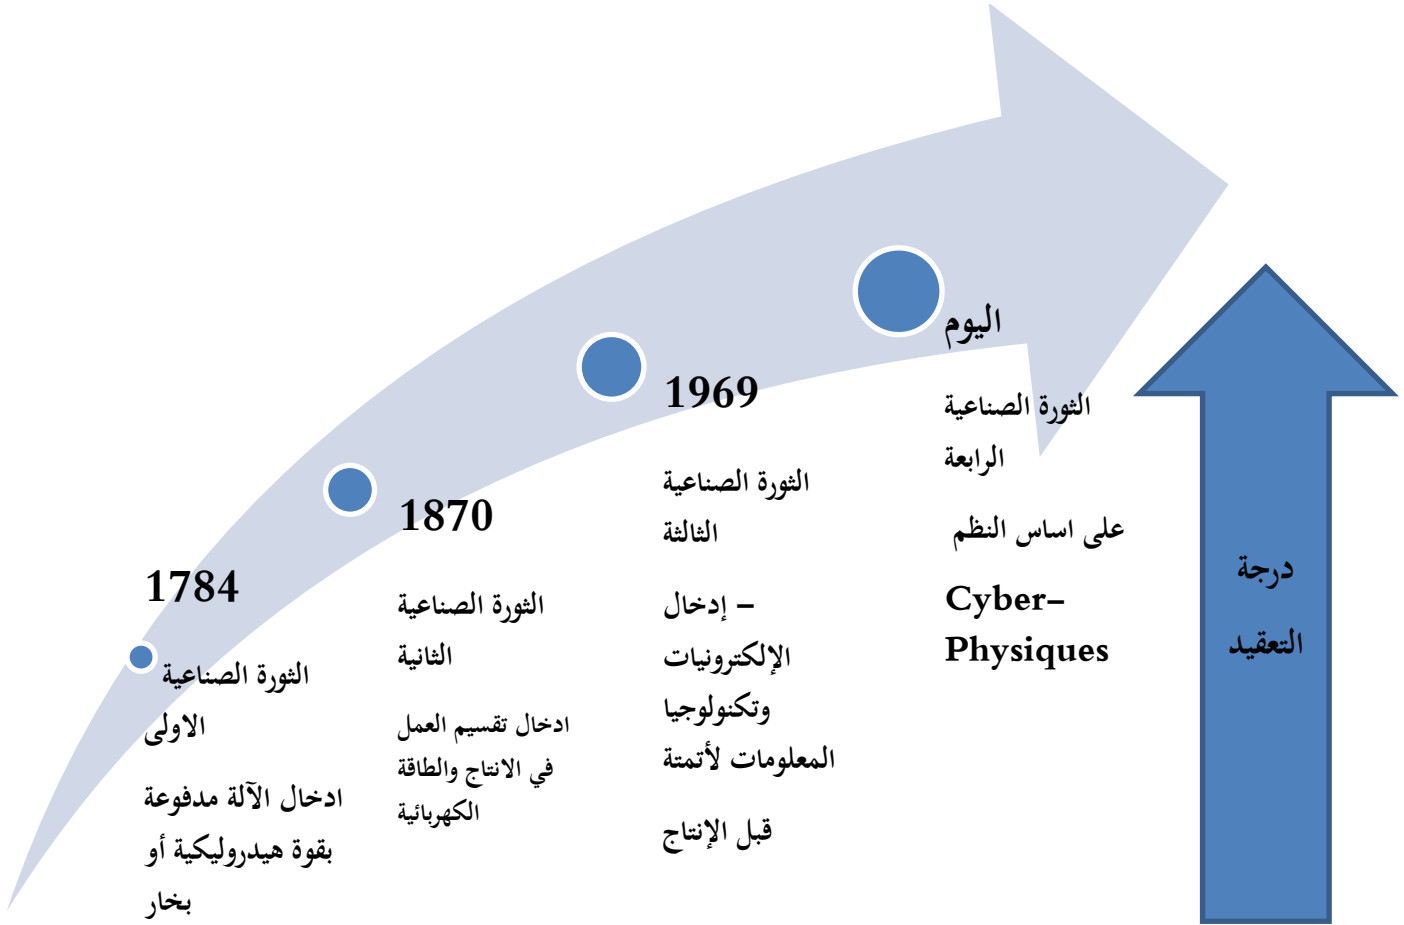 1784
الثورة الصناعية
الاولى
ادخال الآلة مدفوعة
بقوة هيدروليكية أو
بخار
1870
الثورة الصناعية
الثانية
ادخال تقسيم العمل
في الانتاج والطاقة
الكهربائية
1969
الثورة الصناعية
الثالثة
– إدخال
الإلكترونيات
وتكنولوجيا
المعلومات لأتمتة
قبل الإنتاج
اليوم
الثورة الصناعية
الرابعة
على اساس النظم
Cyber-
Physiques
درجة
التعقيد